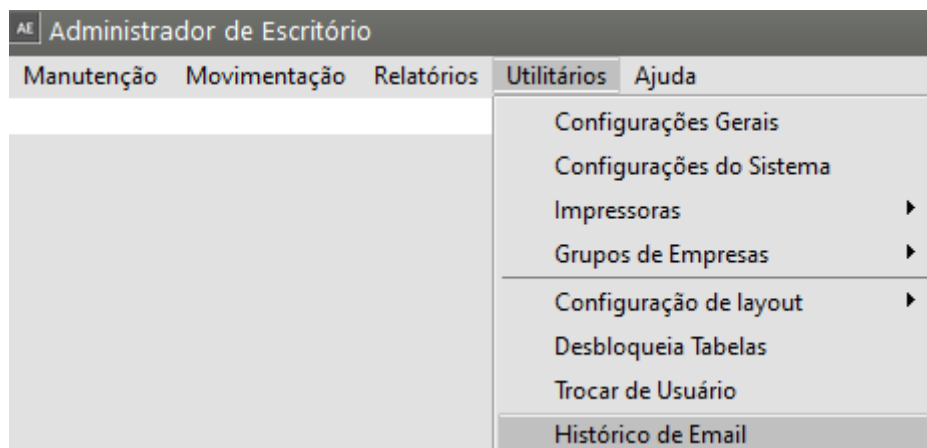 AE Administrador de Escritório
Manutenção Movimentação Relatórios Utilitários Ajuda
Configurações Gerais
Configurações do Sistema
Impressoras
Grupos de Empresas
Configuração de layout
Desbloqueia Tabelas
Trocar de Usuário
Histórico de Email